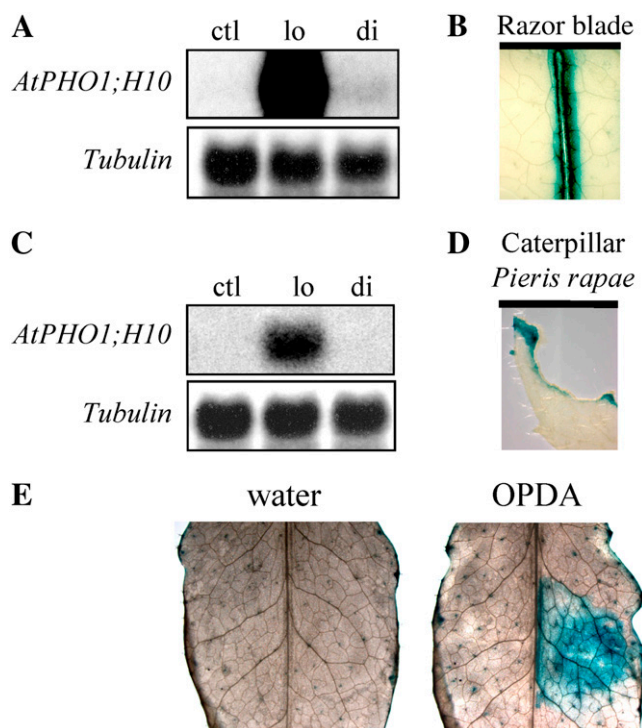 A
ctl lo di
AtPHO1;H10
Tubulin
B Razor blade
C
ctl lo di
AtPHO1;H10
Tubulin
D Caterpillar
Pieris rapae
E
water OPDA